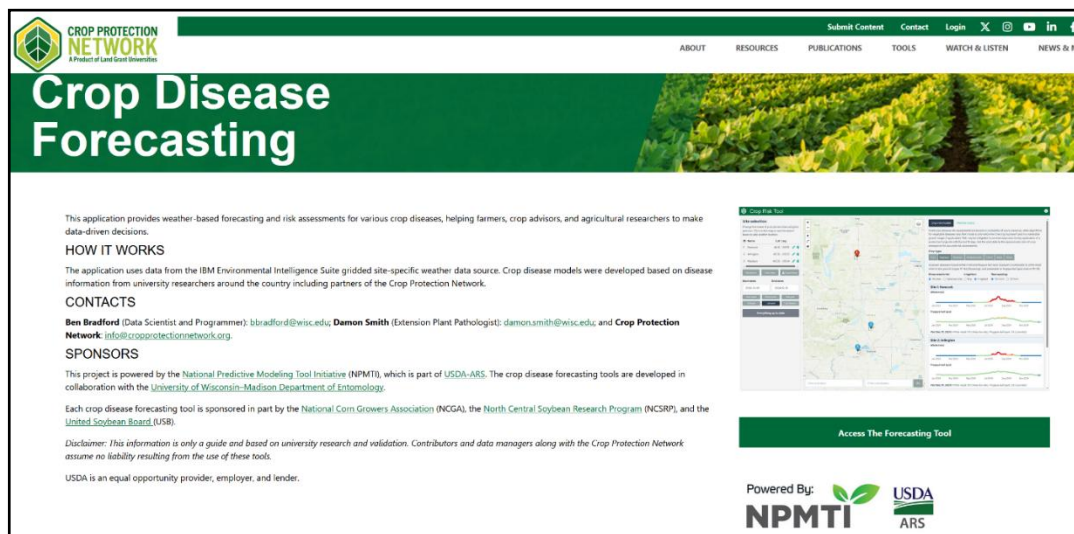 CROP PROTECTION
NETWORK
A Product of Land Grant Universities
Submit Content Contact Login
ABOUT RESOURCES PUBLICATIONS TOOLS WATCH & LISTEN NEWS &
Crop Disease
Forecasting
This application provides weather-based forecasting and risk assessments for various crop diseases, helping farmers, crop advisors, and agricultural researchers to make
data-driven decisions.
HOW IT WORKS
The application uses data from the IBM Environmental Intelligence Suite gridded site-specific weather data source. Crop disease models were developed based on disease
information from university researchers around the country including partners of the Crop Protection Network.
CONTACTS
Ben Bradford (Data Scientist and Programmer): bbradford@wisc.edu; Damon Smith (Extension Plant Pathologist): damon.smith@wisc.edu; and Crop Protection
Network: info@cropprotectionnetwork.org.
SPONSORS
This project is powered by the National Predictive Modeling Tool Initiative (NPMTI), which is part of USDA-ARS. The crop disease forecasting tools are developed in
collaboration with the University of Wisconsin–Madison Department of Entomology.
Each crop disease forecasting tool is sponsored in part by the National Corn Growers Association (NCGA), the North Central Soybean Research Program (NCSRP), and the
United Soybean Board (USB).
Disclaimer: This information is only a guide and based on university research and validation. Contributors and data managers along with the Crop Protection Network
assume no liability resulting from the use of these tools.
USDA is an equal opportunity provider, employer, and lender.
Crop Risk Tool
Access The Forecasting Tool
Powered By:
NPMTI
USDA
ARS